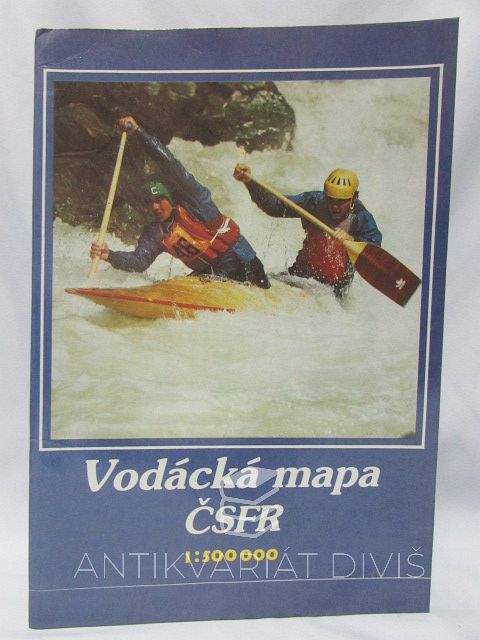 Vodácká mapa
ČSFR
1:500 000
ANTIKVARIÁT DIVIŠ